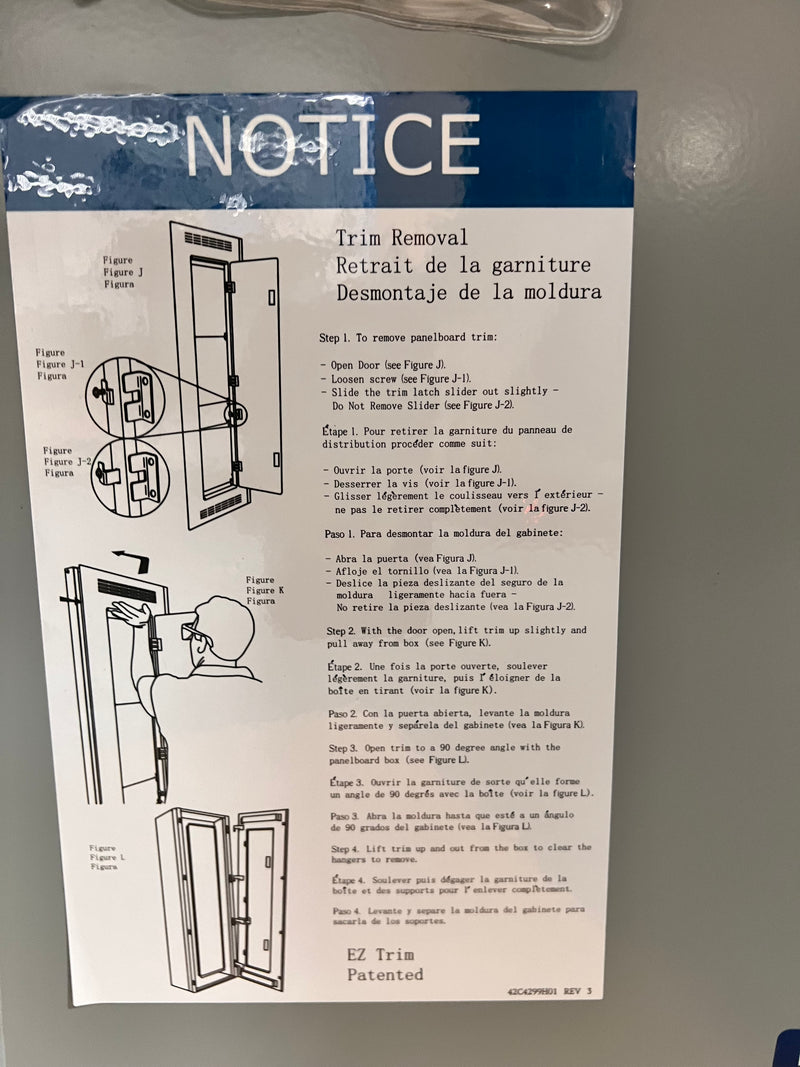 NOTICE
Trim Removal
Retrait de la garniture
Desmontaje de la moldura
Figure
Figure J
Figura
Figure
Figure J-1
Figura
Figure
Figure J-2
Figura
Step 1. To remove panelboard trim:
- Open Door (see Figure J).
- Loosen screw (see Figure J-1).
- Slide the trim latch slider out slightly -
Do Not Remove Slider (see Figure J-2).
Étape 1. Pour retirer la garniture du panneau de
distribution procéder comme suit:
- Ouvrir la porte (voir la figure J).
- Desserrer la vis (voir la figure J-1).
- Glisser légèrement le coulisseau vers l'extérieur -
ne pas le retirer complètement (voir la figure J-2).
Paso 1. Para desmontar la moldura del gabinete:
- Abra la puerta (vea Figura J).
- Afloje el tornillo (vea la Figura J-1).
- Deslice la pieza deslizante del seguro de la
moldura ligeramente hacia fuera -
No retire la pieza deslizante (vea la Figura J-2).
Figure
Figure K
Figura
Step 2. With the door open, lift trim up slightly and
pull away from box (see Figure K).
Étape 2. Une fois la porte ouverte, soulever
légèrement la garniture, puis l'éloigner de la
boîte en tirant (voir la figure K).
Paso 2. Con la puerta abierta, levante la moldura
ligeramente y sepárela del gabinete (vea la Figura K).
Step 3. Open trim to a 90 degree angle with the
panelboard box (see Figure L).
Étape 3. Ouvrir la garniture de sorte qu'elle forme
un angle de 90 degrés avec la boîte (voir la figure L).
Paso 3. Abra la moldura hasta que esté a un ángulo
de 90 grados del gabinete (vea la Figura L).
Figure
Figure L
Figura
Step 4. Lift trim up and out from the box to clear the
hangers to remove.
Étape 4. Soulever puis dégager la garniture de la
boîte et des supports pour l'enlever complètement.
Paso 4. Levante y separe la moldura del gabinete para
sacarla de los soportes.
EZ Trim
Patented
42C4299H01 REV 3